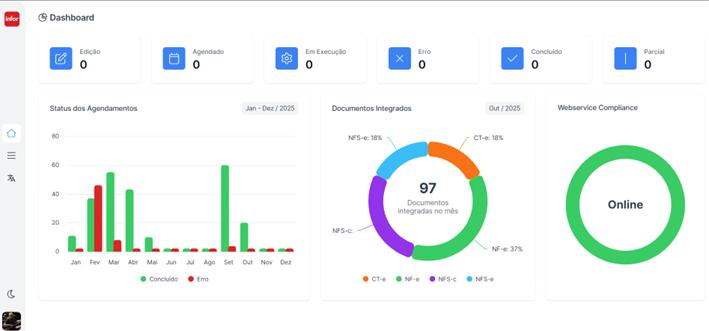 infor
Dashboard
Edição
0
Agendado
0
Em Execução
0
Erro
0
Concluído
0
Parcial
0
Status dos Agendamentos
Jan - Dez / 2025
80
60
40
20
0
Jan Fev Mar Abr Mai Jun Jul Ago Set Out Nov Dez
Concluído Erro
Documentos Integrados
Out / 2025
NFS-e: 18%
CT-e: 18%
97
Documentos
Integradas no mês
NFS-c:
NF-e: 37%
CT-e NF-e NFS-c NFS-e
Webservice Compliance
Online